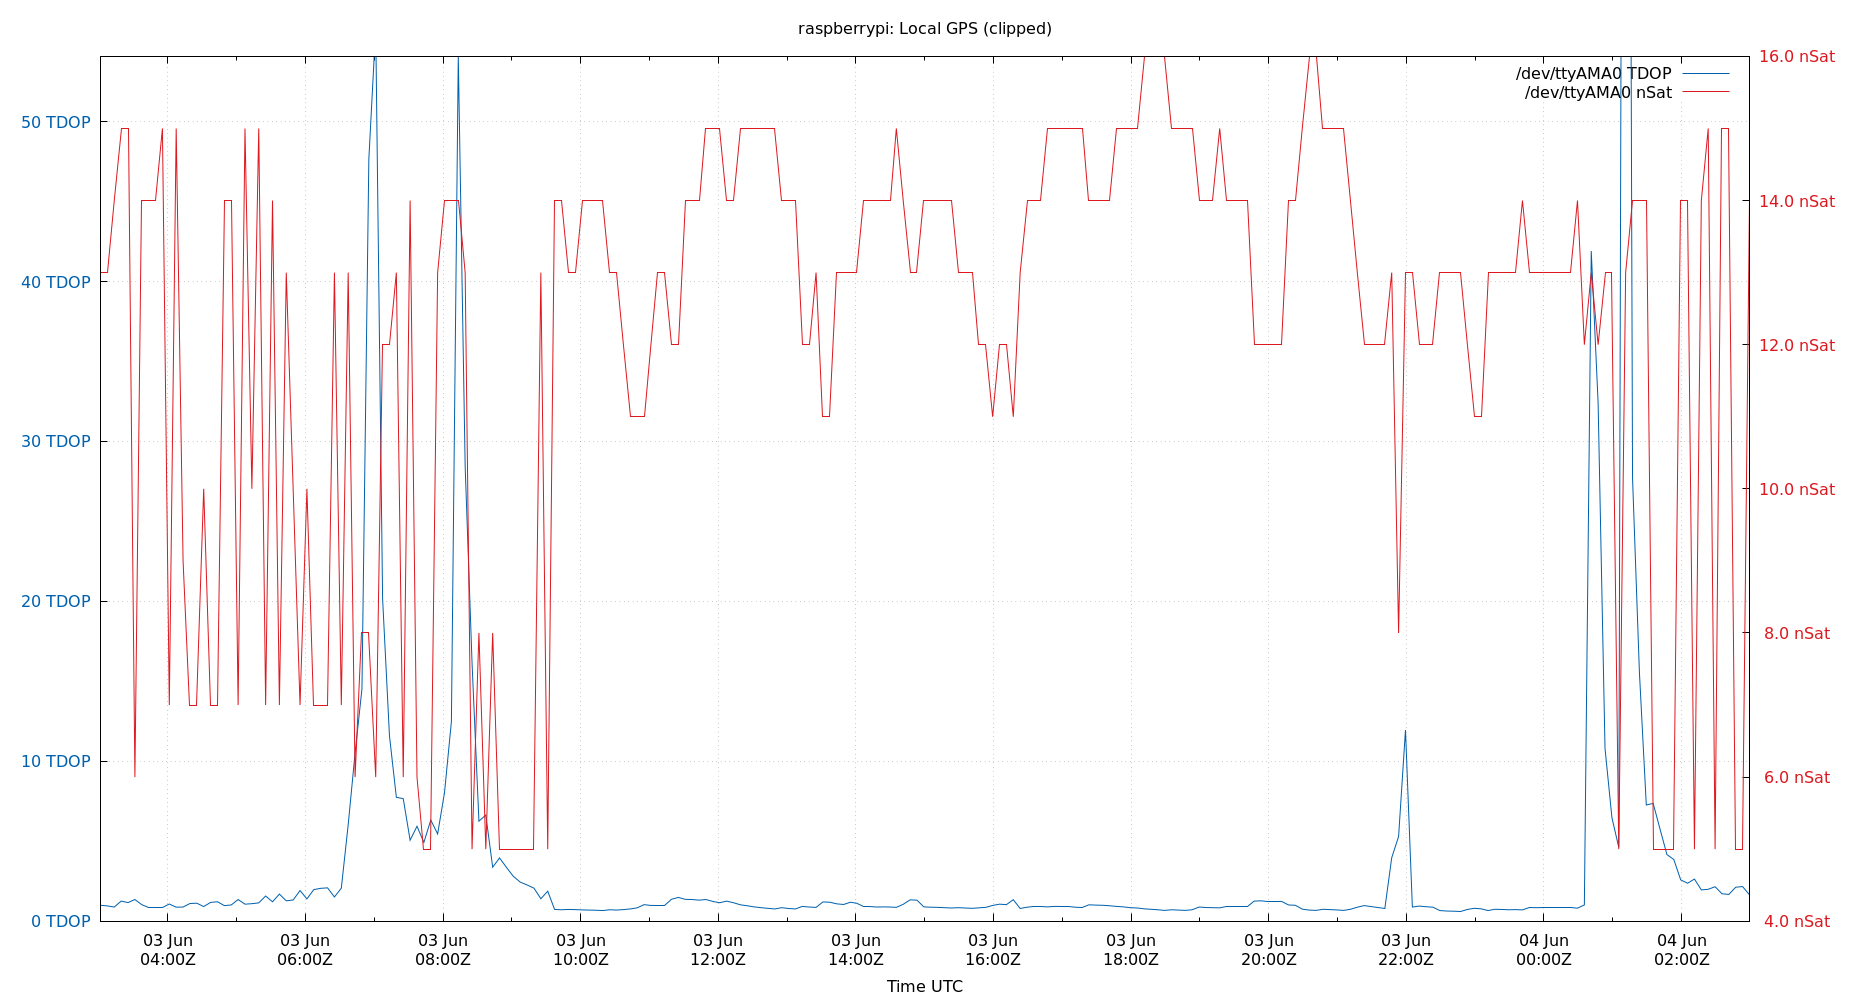 raspberrypi: Local GPS (clipped)
/dev/ttyAMA0 TDOP
/dev/ttyAMA0 nSat
50 TDOP
40 TDOP
30 TDOP
20 TDOP
10 TDOP
0 TDOP
16.0 nSat
14.0 nSat
12.0 nSat
10.0 nSat
8.0 nSat
6.0 nSat
4.0 nSat
03 Jun
04:00Z
03 Jun
06:00Z
03 Jun
08:00Z
03 Jun
10:00Z
03 Jun
12:00Z
03 Jun
14:00Z
03 Jun
16:00Z
03 Jun
18:00Z
03 Jun
20:00Z
03 Jun
22:00Z
04 Jun
00:00Z
04 Jun
02:00Z
Time UTC